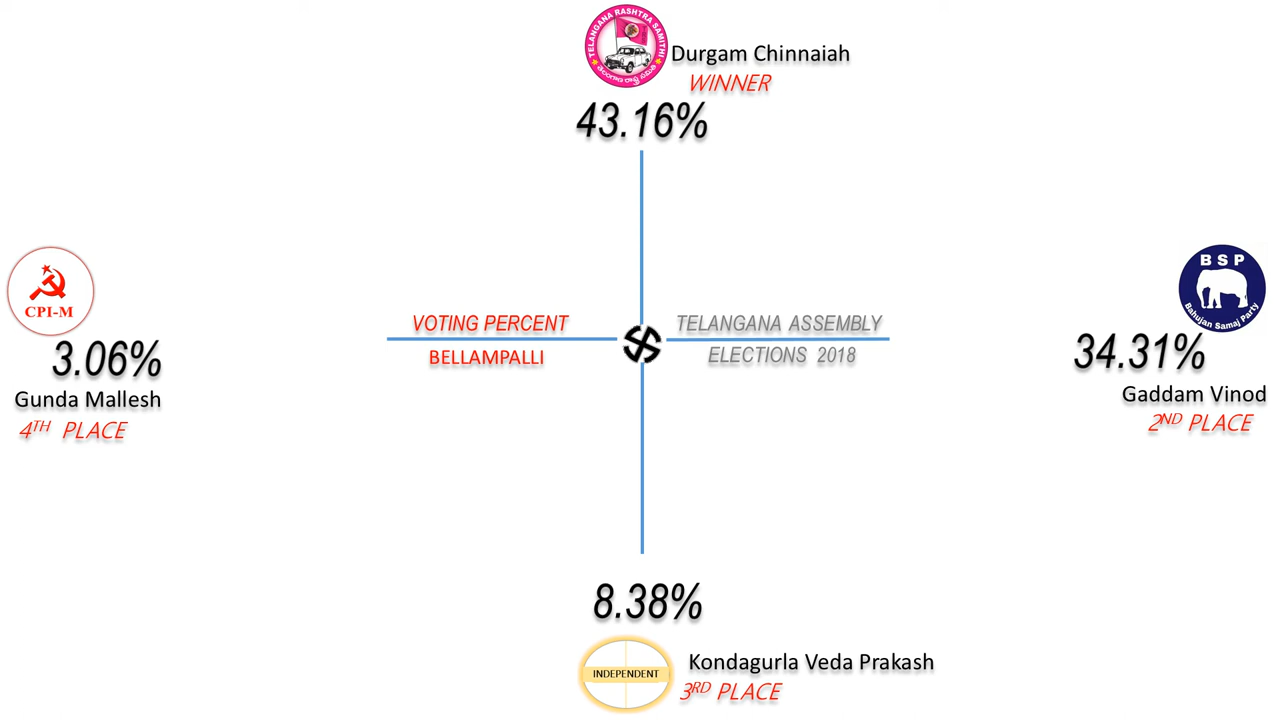 TELANGANA RASHTRA SAMITHI
తెలంగాణ రాష్ట్ర సమితి
Durgam Chinnaiah
WINNER
43.16%
CPI-M
3.06%
Gunda Mallesh
4TH PLACE
VOTING PERCENT
BELLAMPALLI
TELANGANA ASSEMBLY
ELECTIONS 2018
BSP
Bahujan Samaj Party
34.31%
Gaddam Vinod
2ND PLACE
8.38%
INDEPENDENT
Kondagurla Veda Prakash
3RD PLACE